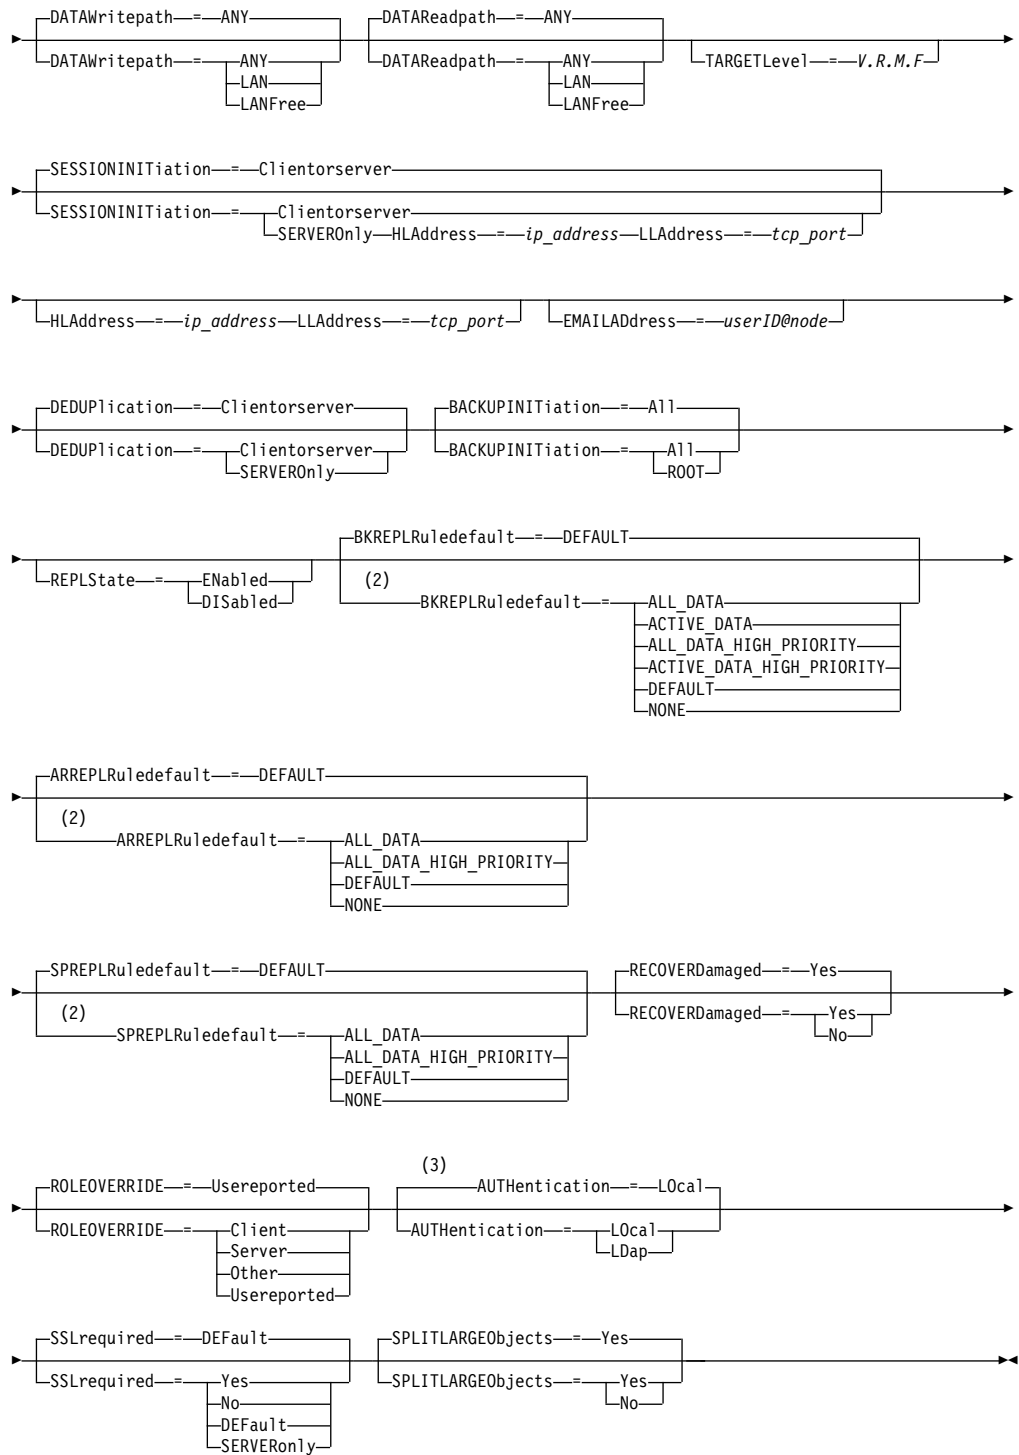 DATAWritepath = ANY DATAReadpath = ANY
DATAWritepath = ANY DATAReadpath = ANY TARGETLevel = V.R.M.F
LAN LAN
LANFree LANFree
SESSIONINITiation = Clientorserver
SESSIONINITiation = Clientorserver
SERVEROnly HLAddress = ip_address LLAddress = tcp_port
HLAddress = ip_address LLAddress = tcp_port EMAILADdress = userID@node
DEDUPlication = Clientorserver BACKUPINITiation = All
DEDUPlication = Clientorserver BACKUPINITiation = All
SERVEROnly ROOT
BKREPLRuledefault = DEFAULT
REPLState = ENabled (2)
DISabled BKREPLRuledefault = ALL_DATA
ACTIVE_DATA
ALL_DATA_HIGH_PRIORITY
ACTIVE_DATA_HIGH_PRIORITY
DEFAULT
NONE
ARREPLRuledefault = DEFAULT
(2)
ARREPLRuledefault = ALL_DATA
ALL_DATA_HIGH_PRIORITY
DEFAULT
NONE
SPREPLRuledefault = DEFAULT RECOVERDamaged = Yes
(2) RECOVERDamaged = Yes
SPREPLRuledefault = ALL_DATA No
ALL_DATA_HIGH_PRIORITY
DEFAULT
NONE
(3)
ROLEOVERRIDE = Usereported AUTHentication = LOcal
ROLEOVERRIDE = Client AUTHentication = LOcal
Server LDap
Other
Usereported
SSLrequired = DEFault SPLITLARGEObjects = Yes
SSLrequired = Yes SPLITLARGEObjects = Yes
No No
DEFault
SERVERonly